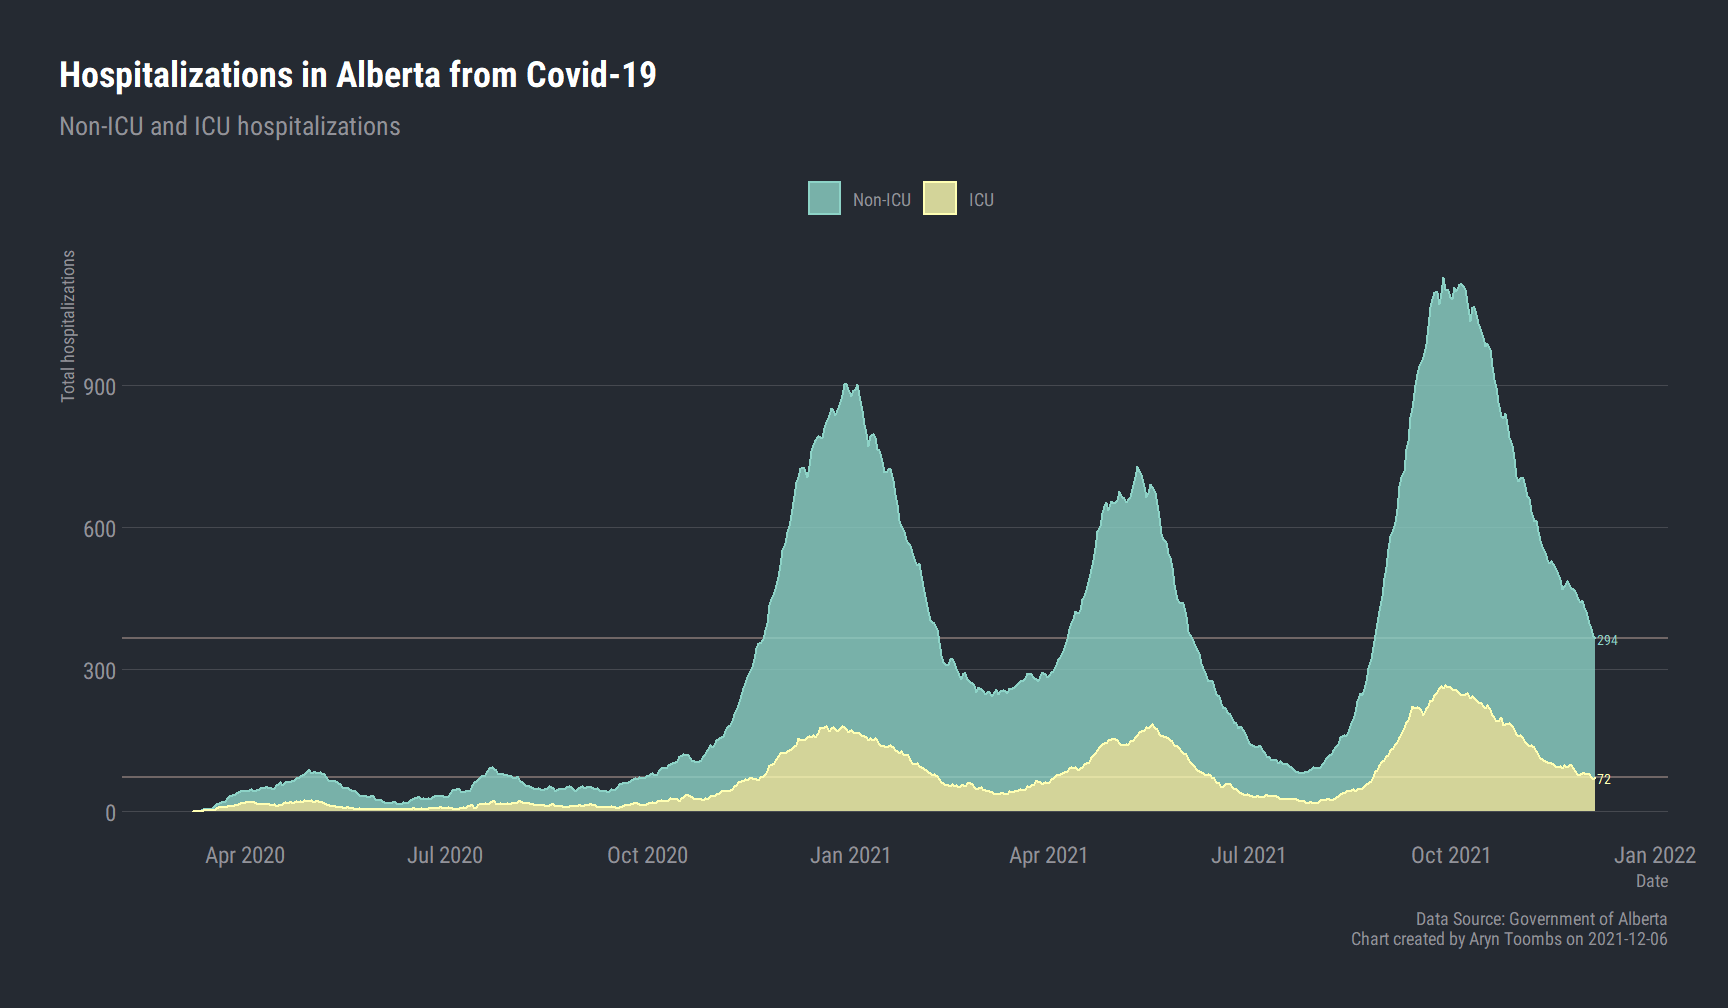 Hospitalizations in Alberta from Covid-19
Non-ICU and ICU hospitalizations
Non-ICU ICU
Total hospitalizations
900
600
300
0
294
72
Apr 2020 Jul 2020 Oct 2020 Jan 2021 Apr 2021 Jul 2021 Oct 2021 Jan 2022
Date
Data Source: Government of Alberta
Chart created by Aryn Toombs on 2021-12-06